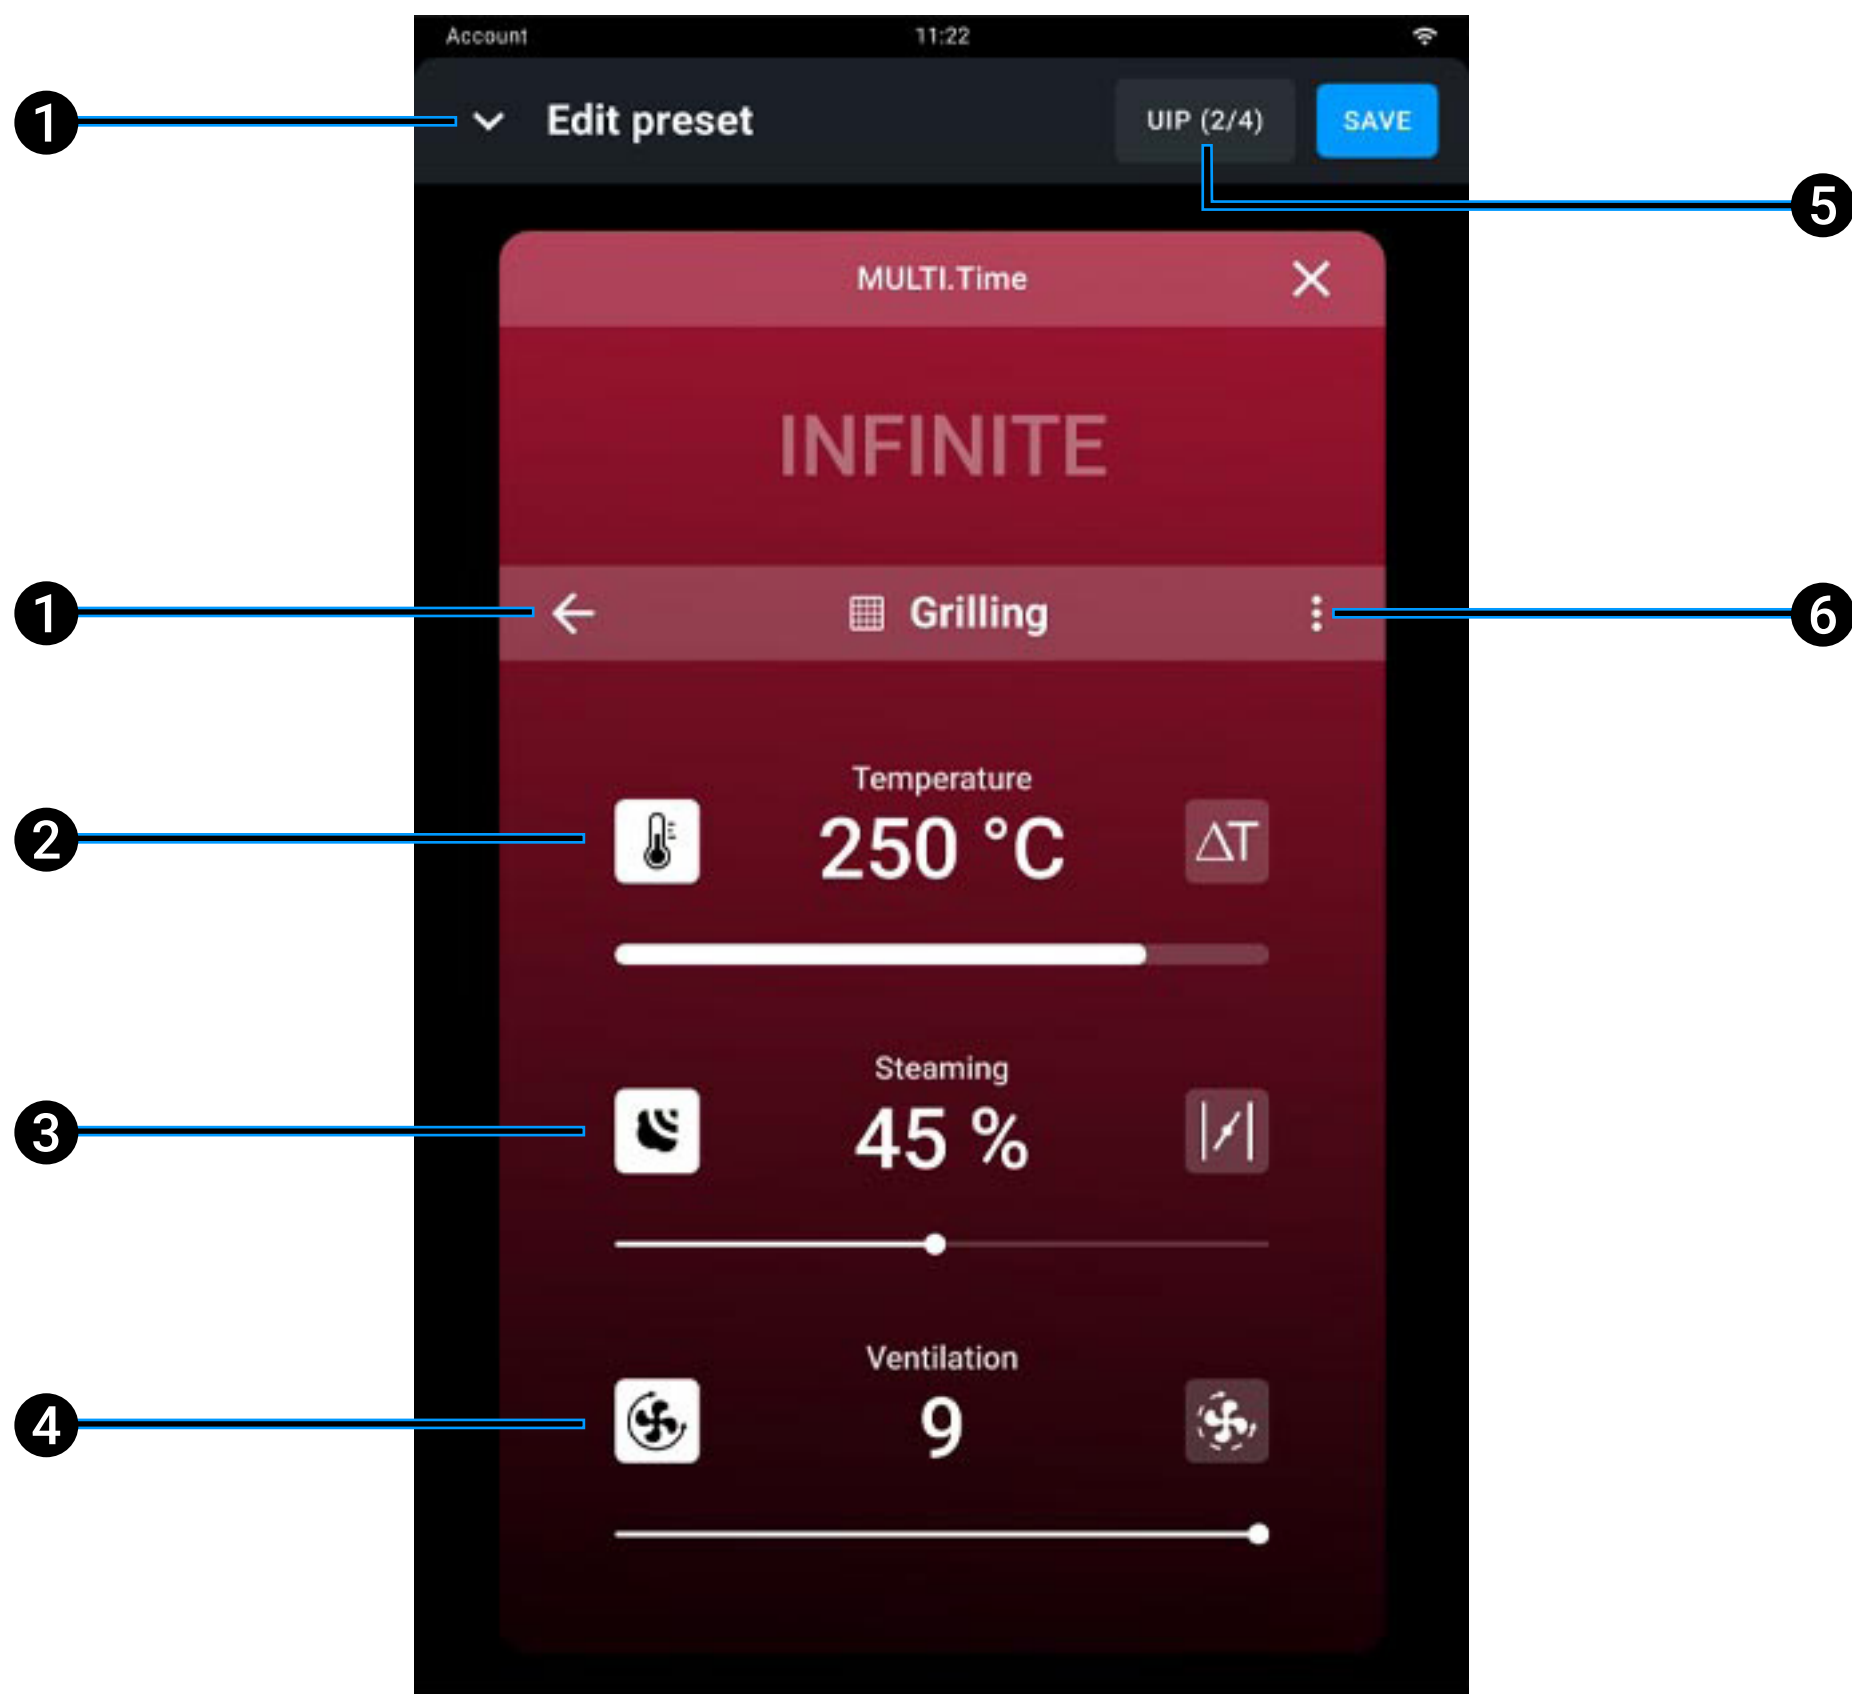 Account 11:22
1 Edit preset UIP (2/4) SAVE
5
MULTI.Time
INFINITE
1 Grilling 6
Temperature
2 250 °C ΔT
Steaming
3 45 %
Ventilation
4 9